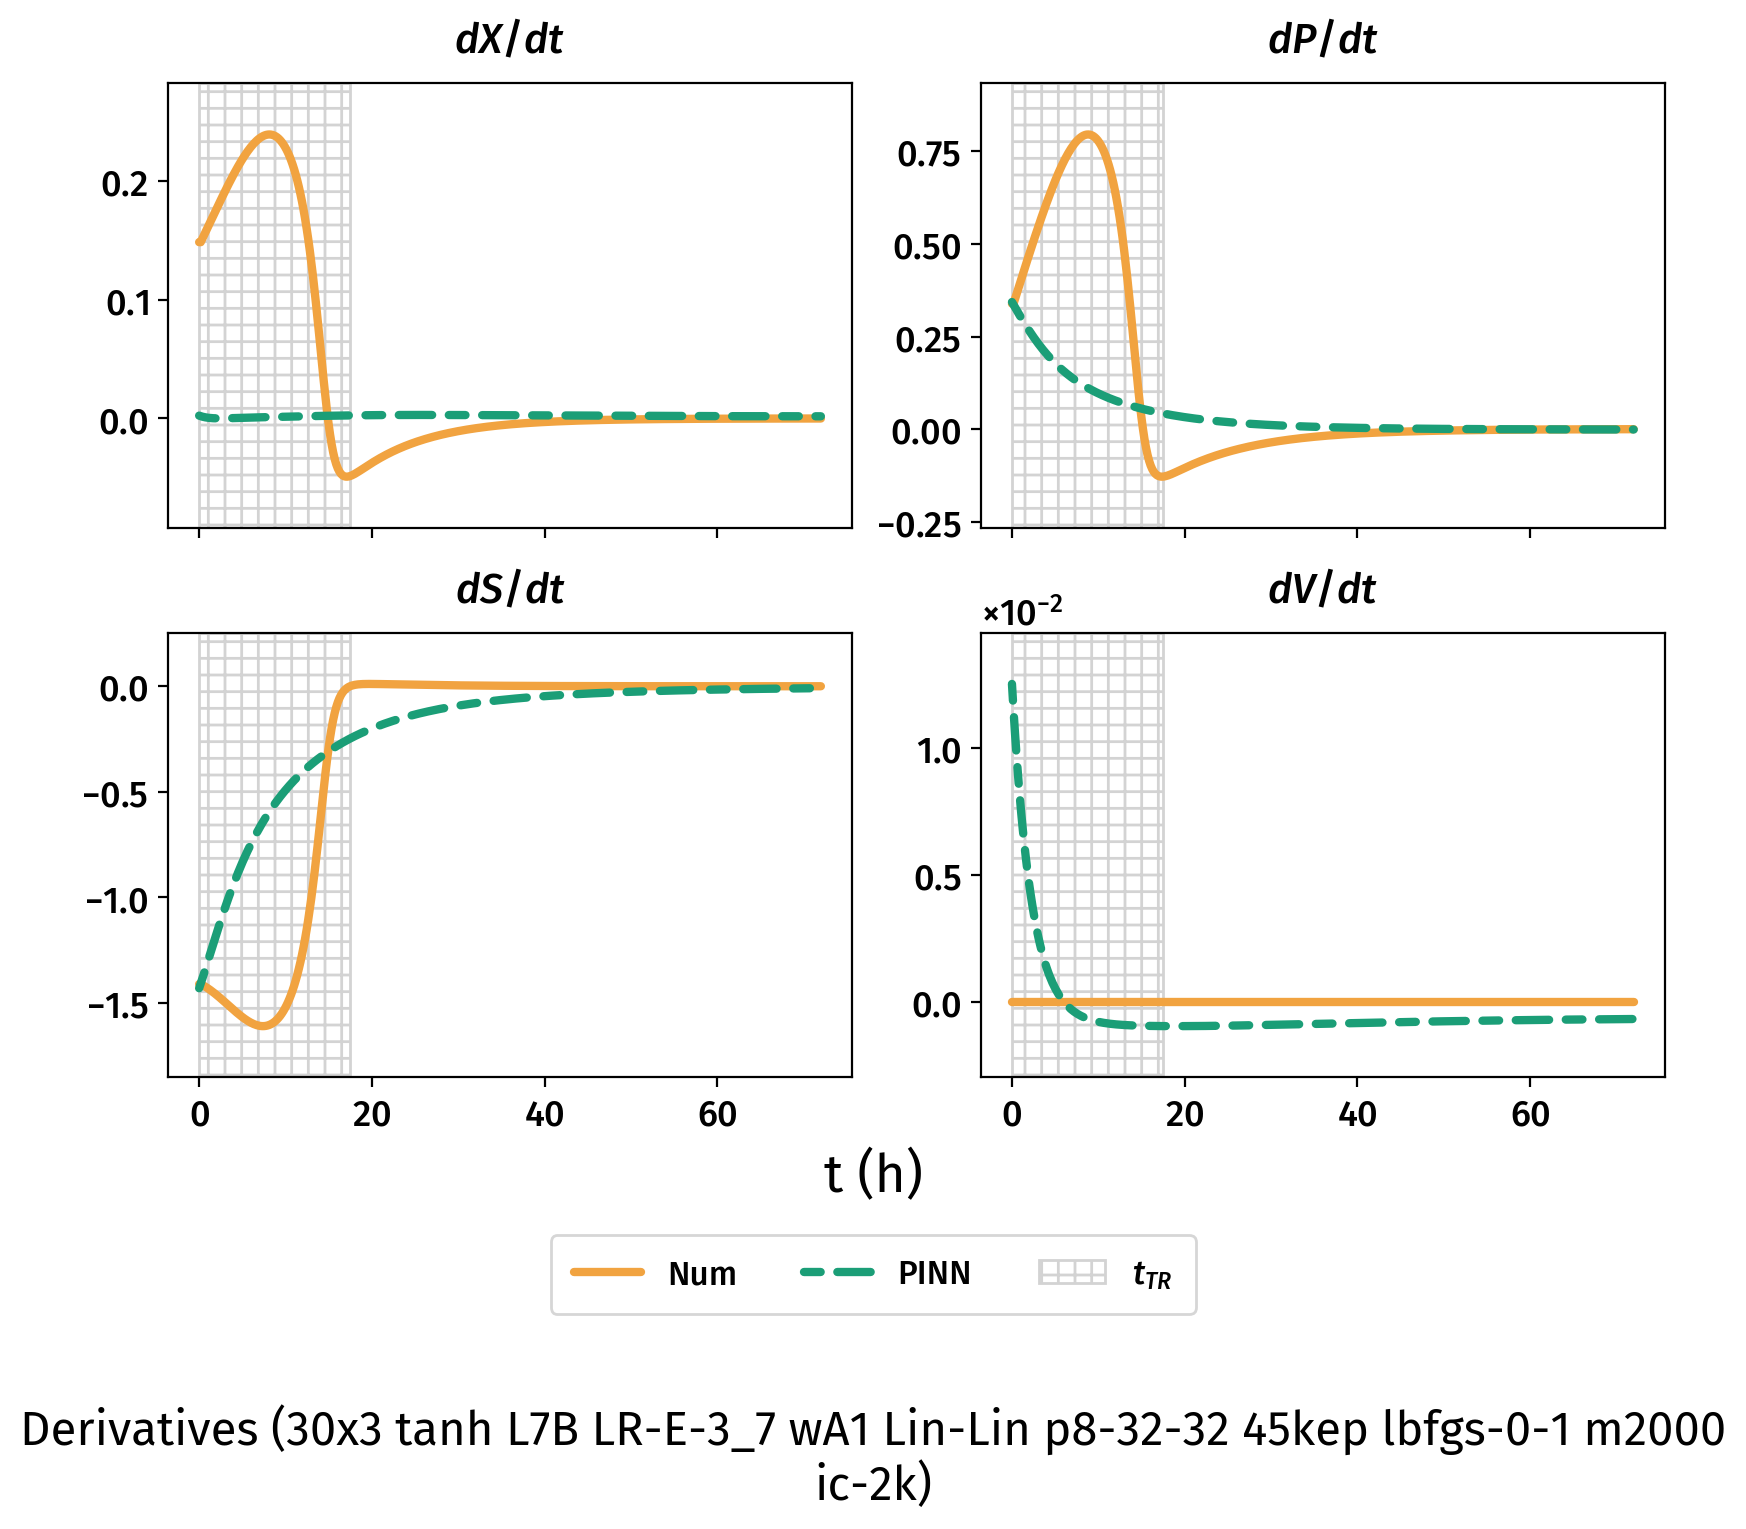 dX/dt
dP/dt
0.2
0.1
0.0
0.75
0.50
0.25
0.00
−0.25
dS/dt
dV/dt
×10⁻²
0.0
−0.5
−1.0
−1.5
1.0
0.5
0.0
0 20 40 60
0 20 40 60
t (h)
Num PINN t_TR
Derivatives (30x3 tanh L7B LR-E-3_7 wA1 Lin-Lin p8-32-32 45kep lbfgs-0-1 m2000
ic-2k)